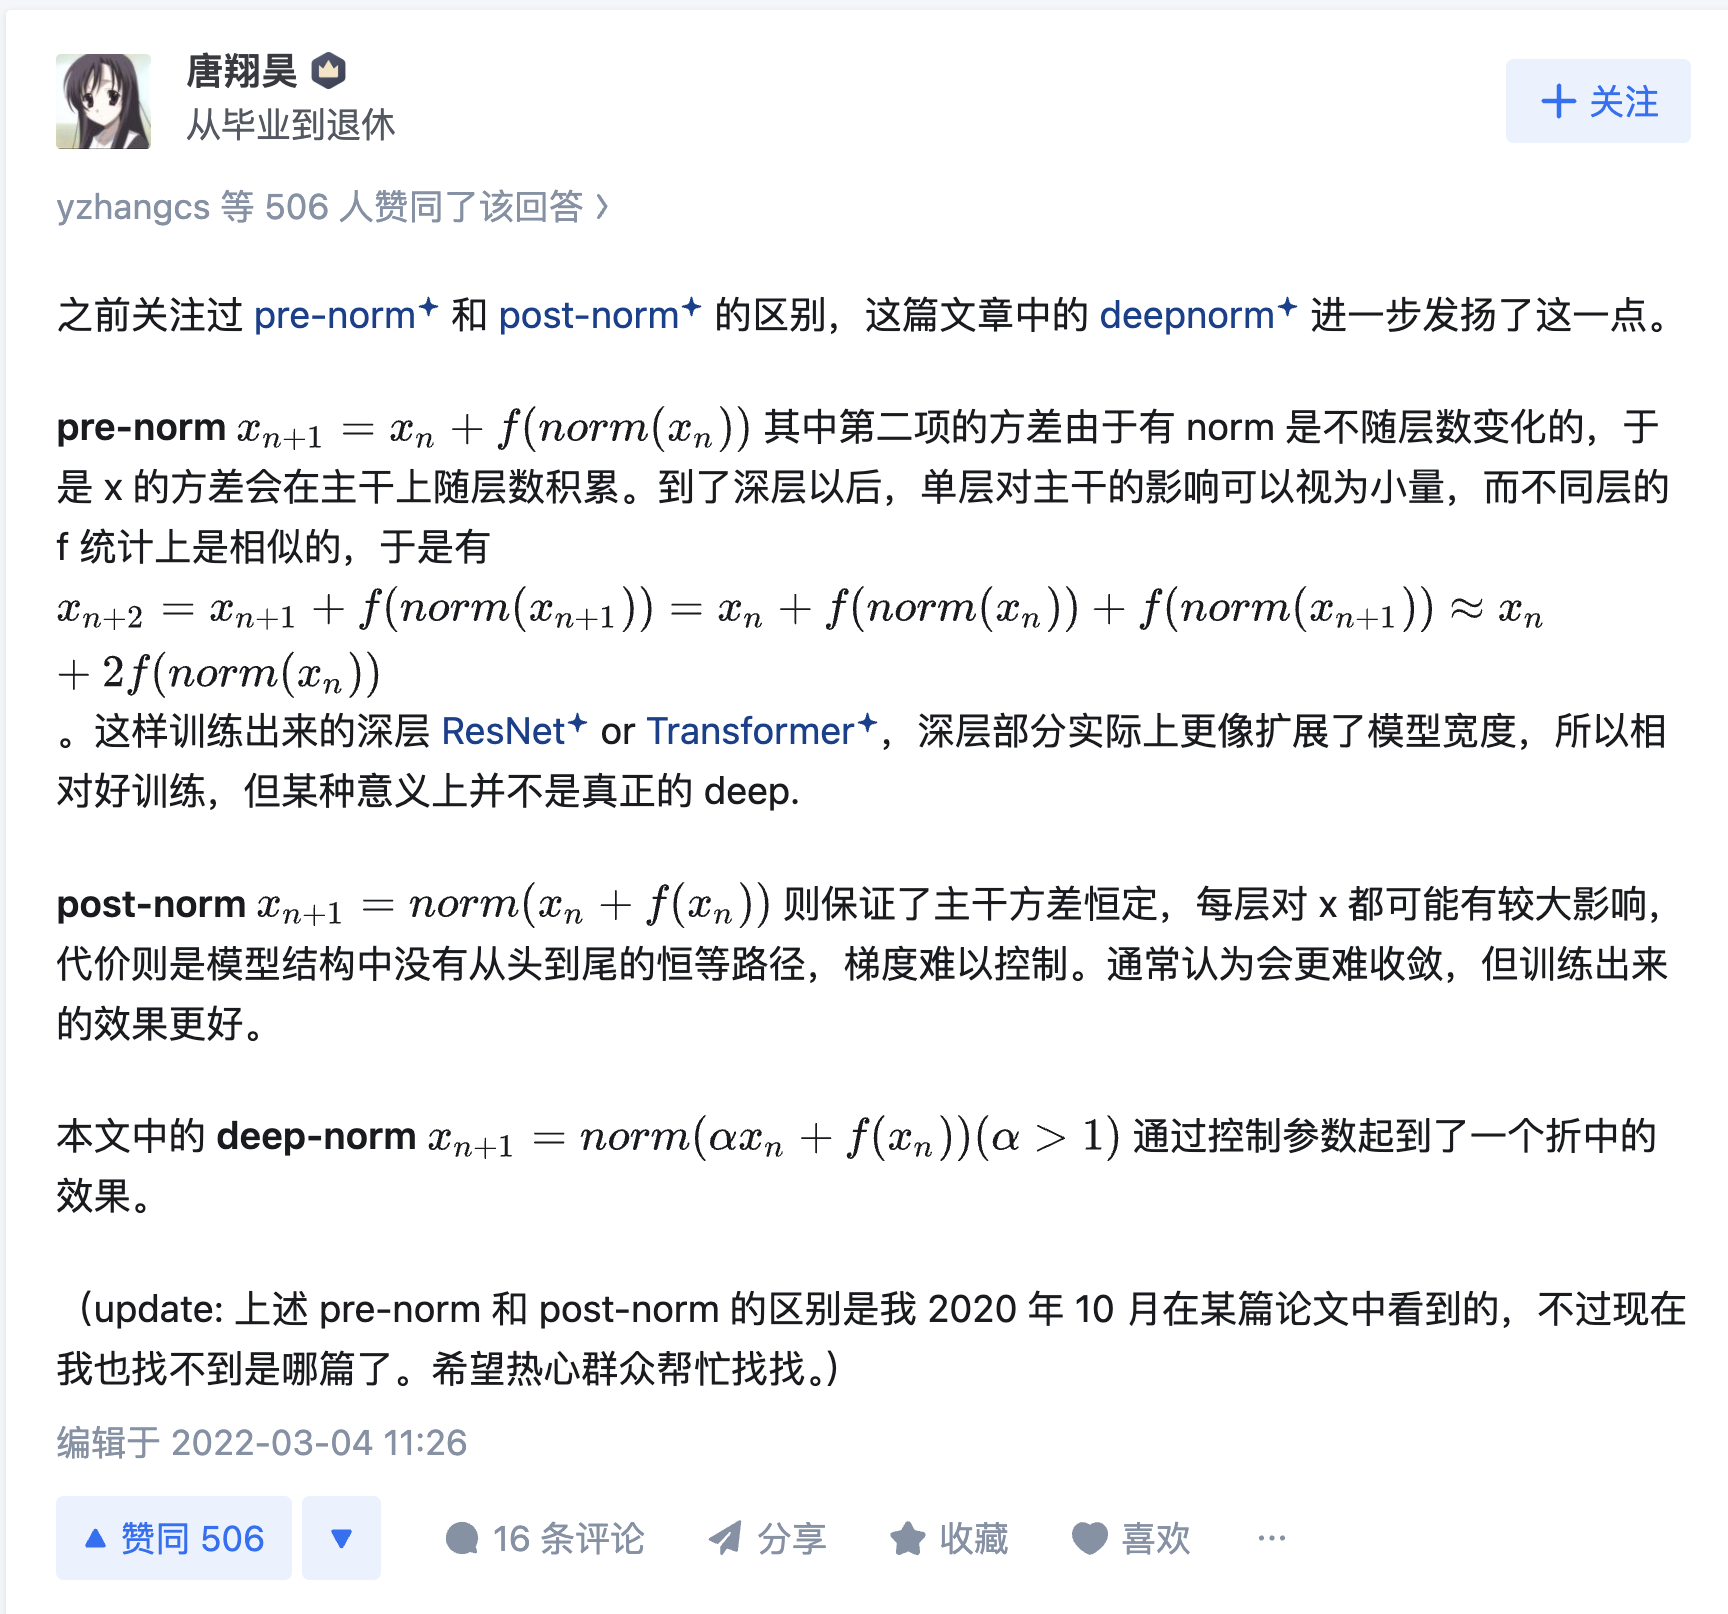 唐翔昊
从毕业到退休
+ 关注
yzhangcs 等 506 人赞同了该回答 ›
之前关注过 pre-norm 和 post-norm 的区别，这篇文章中的 deepnorm 进一步发扬了这一点。
pre-norm $x_{n+1} = x_n + f(norm(x_n))$ 其中第二项的方差由于有 norm 是不随层数变化的，于
是 x 的方差会在主干上随层数积累。到了深层以后，单层对主干的影响可以视为小量，而不同层的
f 统计上是相似的，于是有
$x_{n+2} = x_{n+1} + f(norm(x_{n+1})) = x_n + f(norm(x_n)) + f(norm(x_{n+1})) \approx x_n$
$+ 2f(norm(x_n))$
。这样训练出来的深层 ResNet or Transformer，深层部分实际上更像扩展了模型宽度，所以相
对好训练，但某种意义上并不是真正的 deep.
post-norm $x_{n+1} = norm(x_n + f(x_n))$ 则保证了主干方差恒定，每层对 x 都可能有较大影响，
代价则是模型结构中没有从头到尾的恒等路径，梯度难以控制。通常认为会更难收敛，但训练出来
的效果更好。
本文中的 deep-norm $x_{n+1} = norm(\alpha x_n + f(x_n))(\alpha > 1)$ 通过控制参数起到了一个折中的
效果。
（update: 上述 pre-norm 和 post-norm 的区别是我 2020 年 10 月在某篇论文中看到的，不过现在
我也找不到是哪篇了。希望热心群众帮忙找找。）
编辑于 2022-03-04 11:26
▲ 赞同 506 ▼ 16 条评论 分享 收藏 喜欢 ···